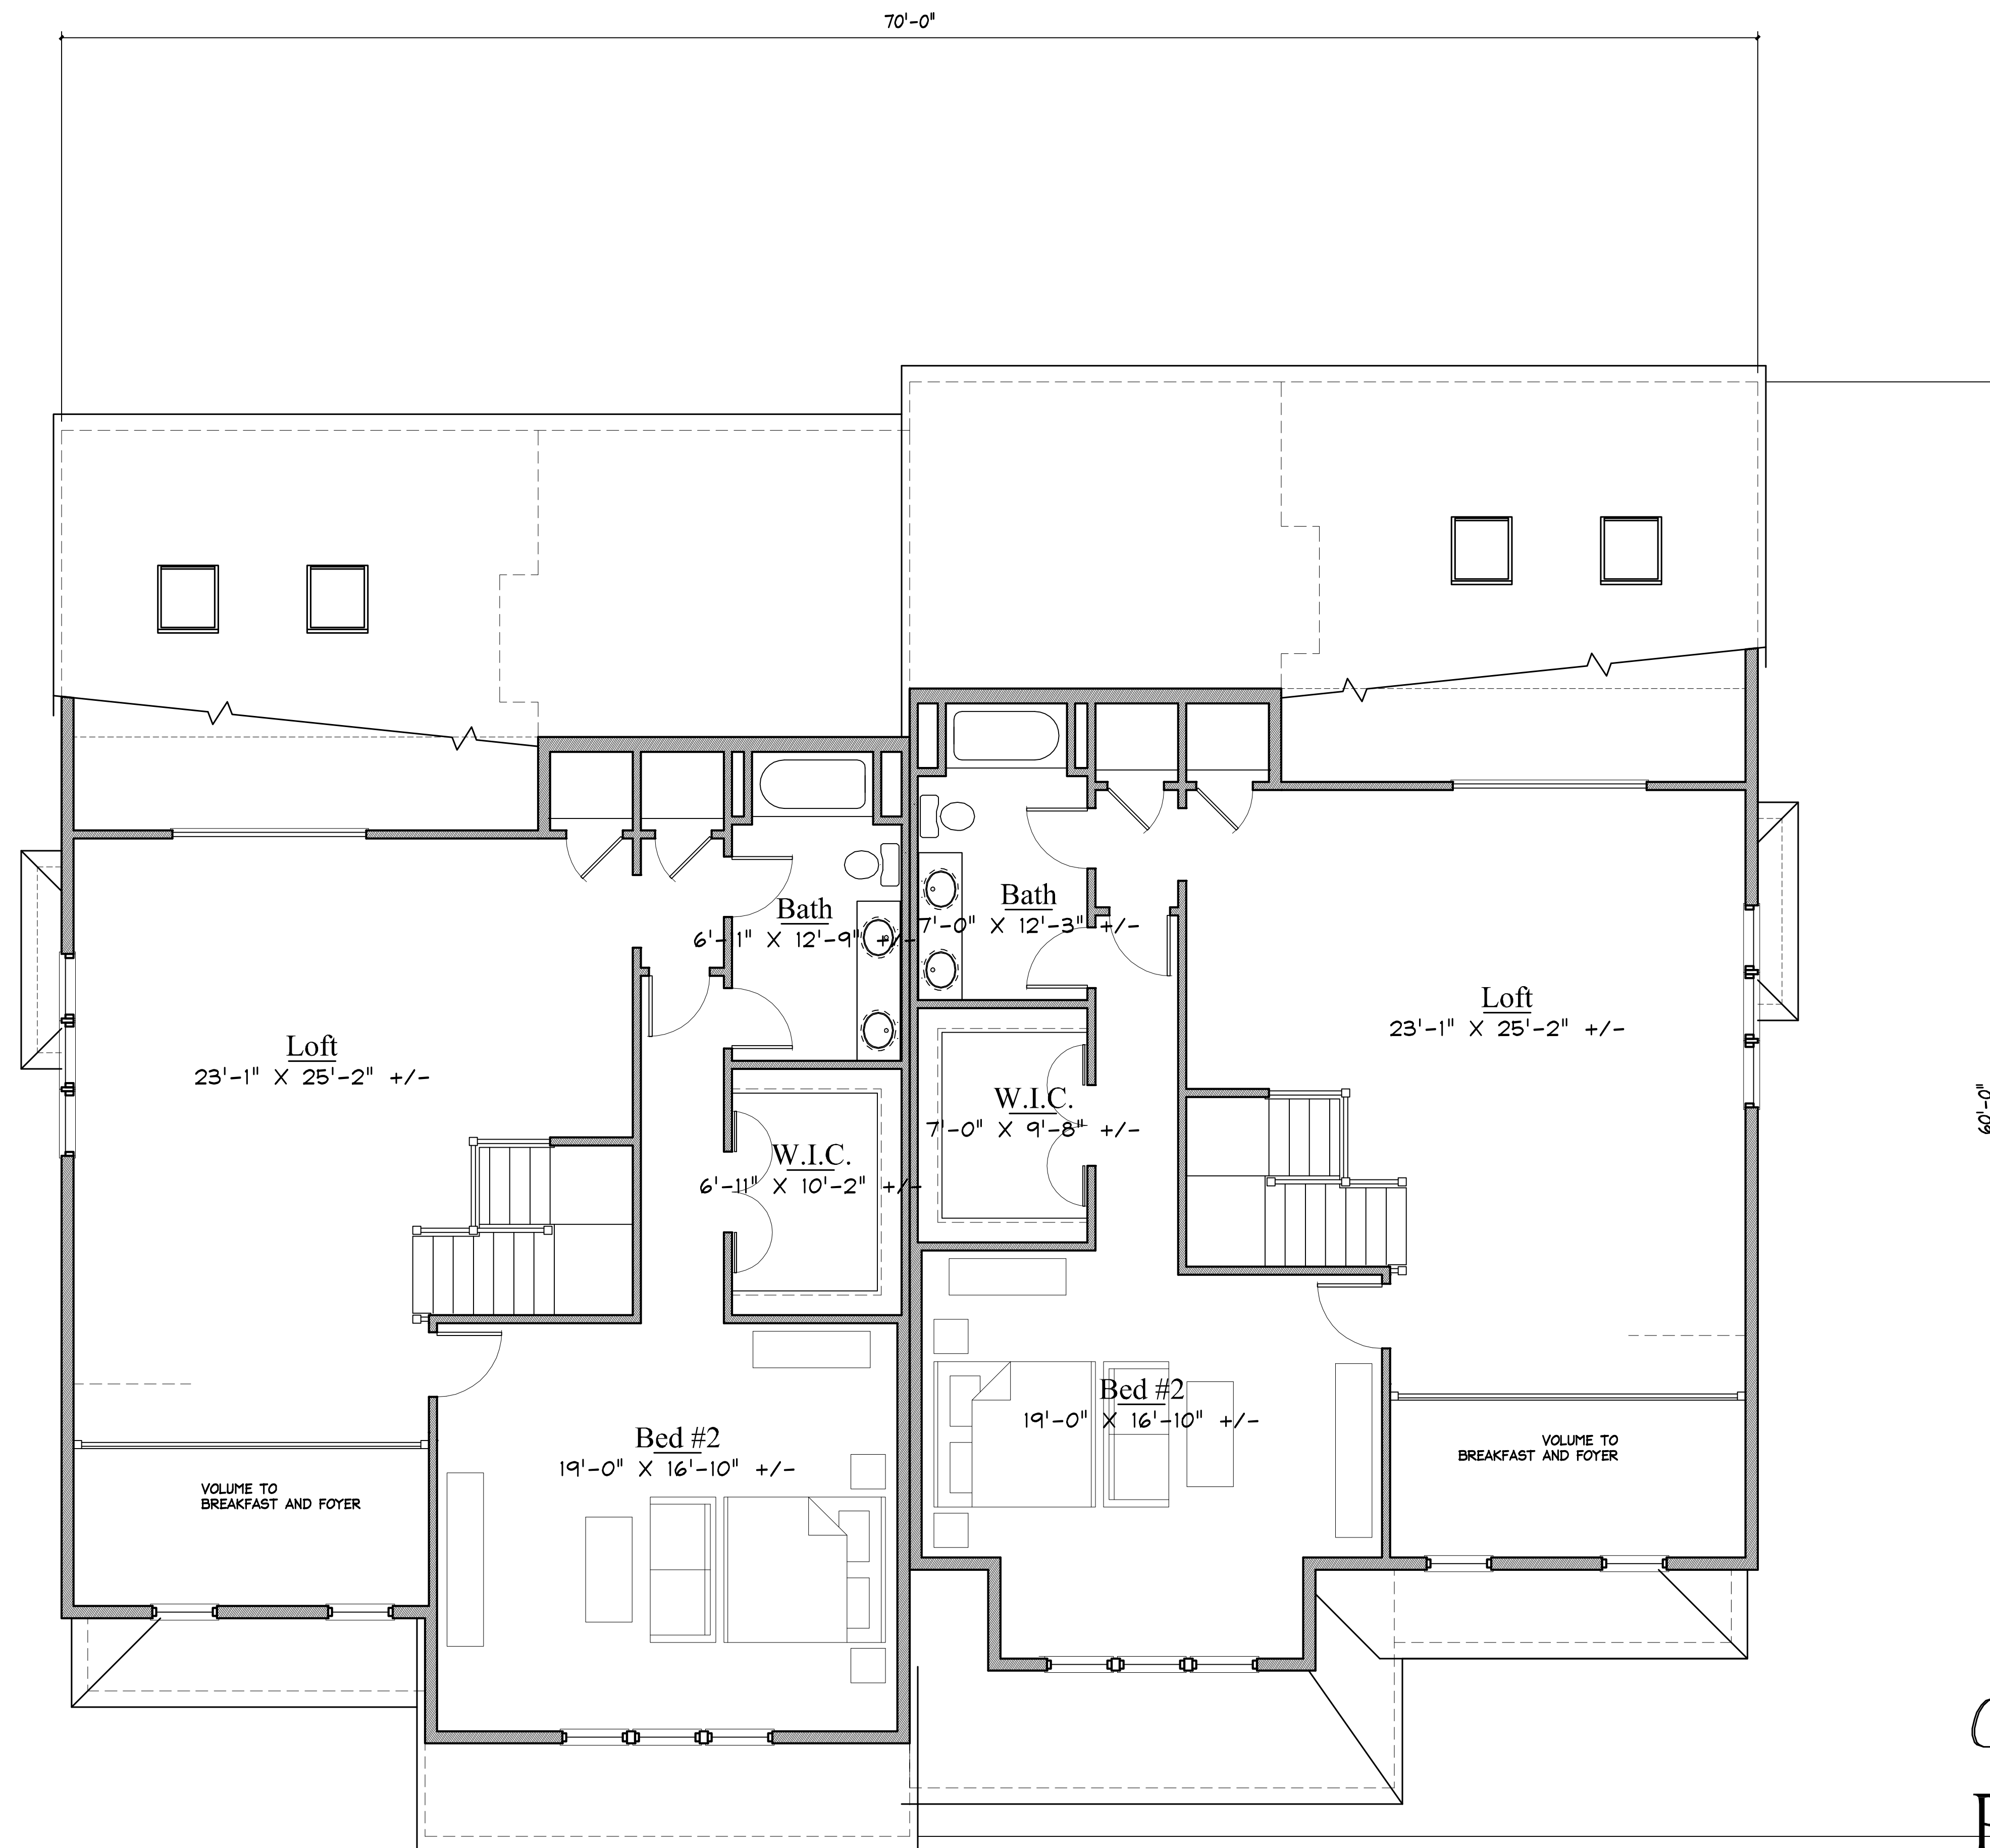 70'-0"
Bath
7'-0" X 12'-3" +/-
Bath
6'-11" X 12'-9" +/-
Loft
23'-1" X 25'-2" +/-
Loft
23'-1" X 25'-2" +/-
W.I.C.
7'-0" X 9'-8" +/-
60'-0"
W.I.C.
6'-11" X 10'-2" +/-
Bed #2
19'-0" X 16'-10" +/-
Bed #2
19'-0" X 16'-10" +/-
VOLUME TO
BREAKFAST AND FOYER
VOLUME TO
BREAKFAST AND FOYER